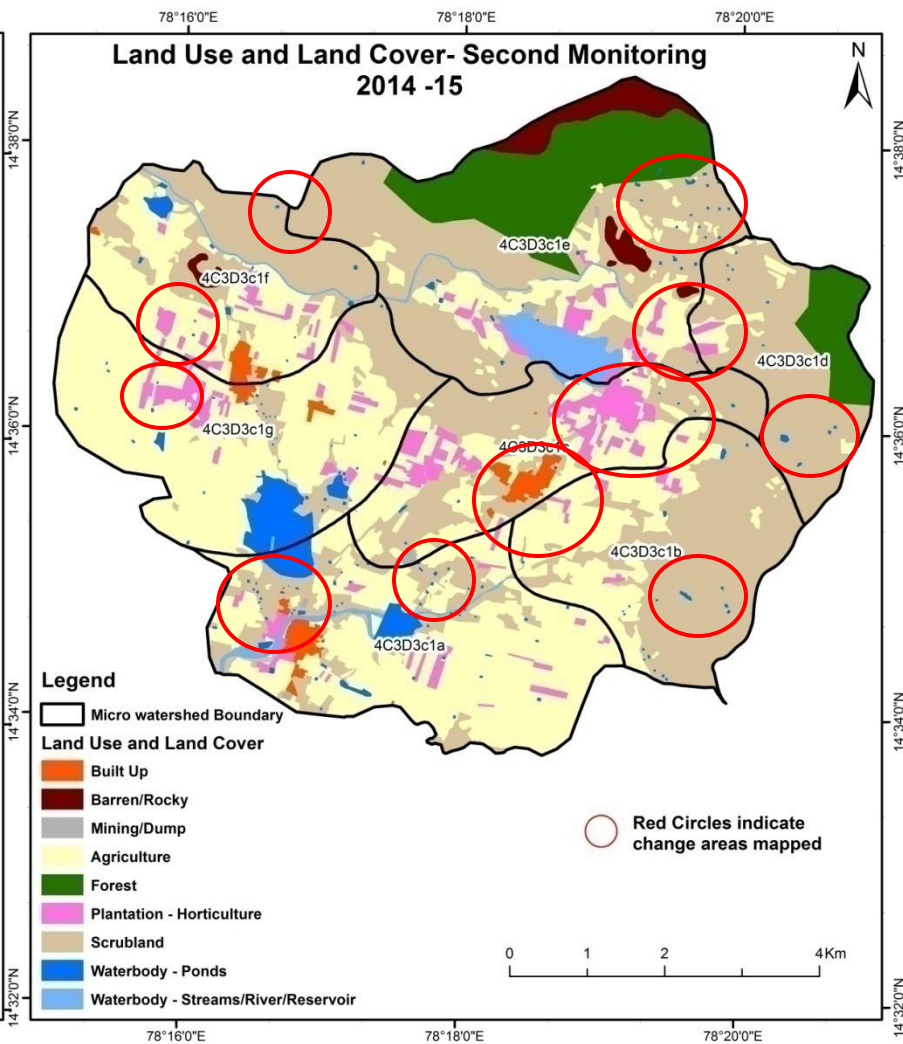 78°16'0"E 78°18'0"E 78°20'0"E
Land Use and Land Cover- Second Monitoring
2014 -15
N
14°38'0"N 14°38'0"N
4C3D3c1e
4C3D3c1f
4C3D3c1d
14°36'0"N 14°36'0"N
4C3D3c1g
4C3D3c1c
4C3D3c1b
4C3D3c1a
Legend
Micro watershed Boundary
14°34'0"N 14°34'0"N
Land Use and Land Cover
Built Up
Barren/Rocky
Mining/Dump
Agriculture
Forest
Plantation - Horticulture
Scrubland
Waterbody - Ponds
Waterbody - Streams/River/Reservoir
Red Circles indicate
change areas mapped
0 1 2 4 Km
14°32'0"N 14°32'0"N
78°16'0"E 78°18'0"E 78°20'0"E